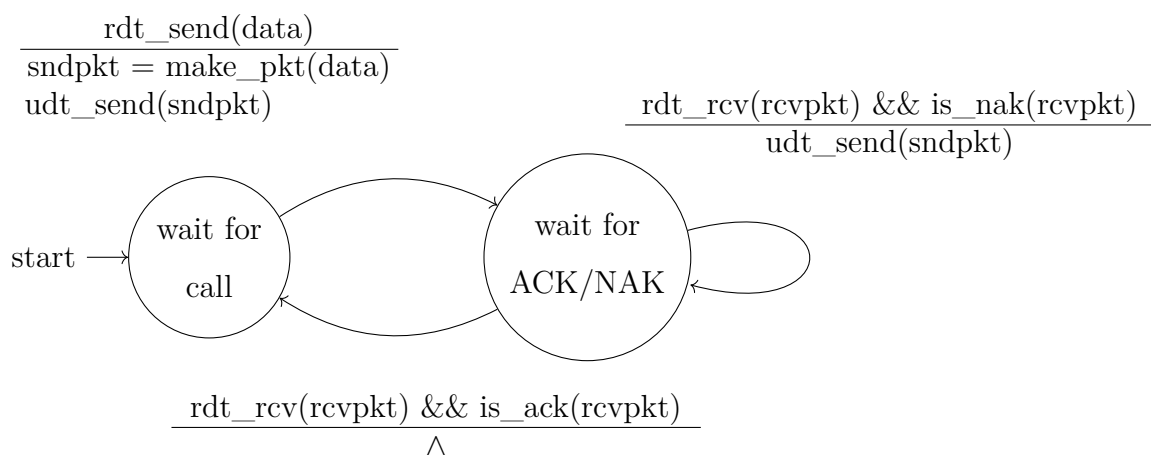 rdt_send(data)
sndpkt = make_pkt(data)
udt_send(sndpkt)
rdt_rcv(rcvpkt) && is_nak(rcvpkt)
udt_send(sndpkt)
start
wait for
call
wait for
ACK/NAK
rdt_rcv(rcvpkt) && is_ack(rcvpkt)
∧